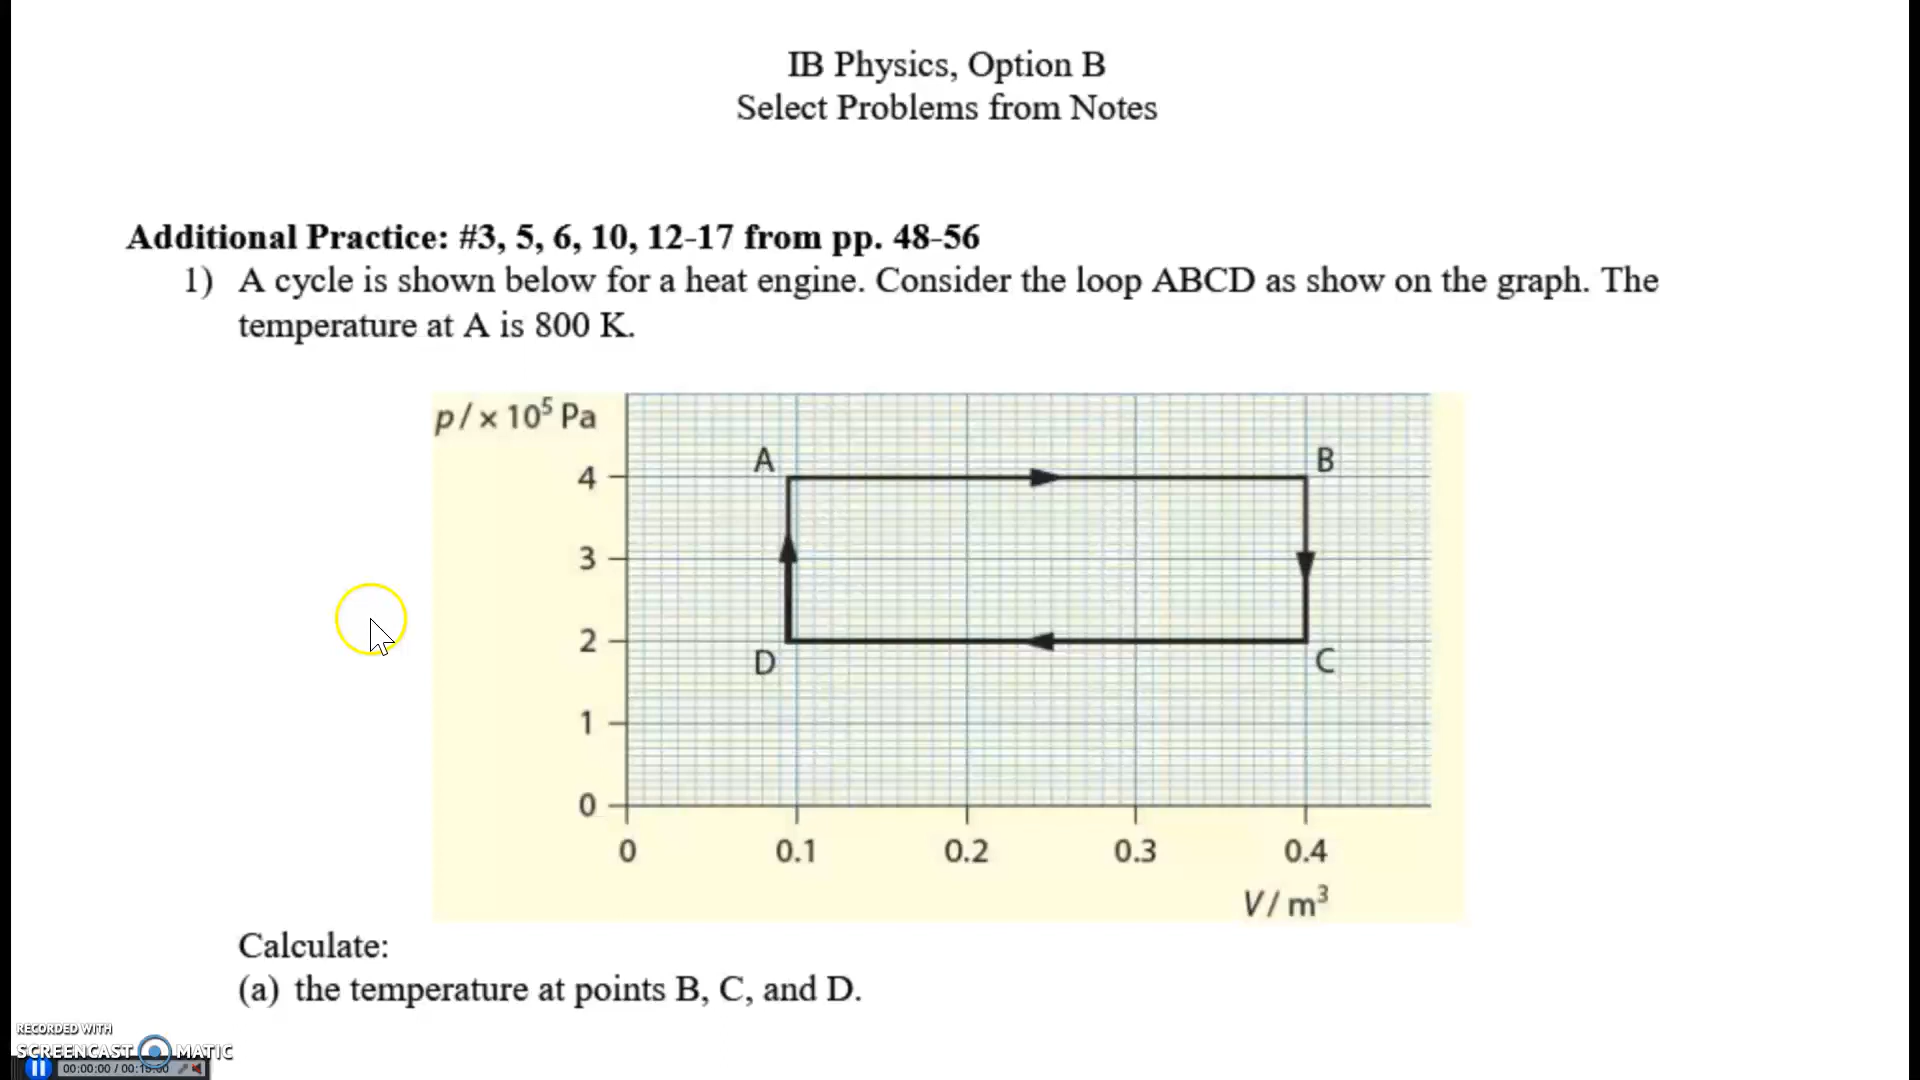 IB Physics, Option B
Select Problems from Notes
Additional Practice: #3, 5, 6, 10, 12-17 from pp. 48-56
1) A cycle is shown below for a heat engine. Consider the loop ABCD as show on the graph. The
temperature at A is 800 K.
p / × 10⁵ Pa
A
B
4
3
2
D
C
1
0
0
0.1
0.2
0.3
0.4
V / m³
Calculate:
(a) the temperature at points B, C, and D.
RECORDED WITH
SCREENCAST MATIC
00:00:00 /